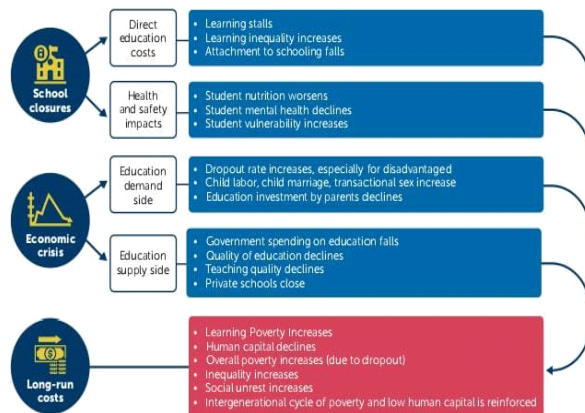 School
closures
Direct
education
costs
• Learning stalls
• Learning inequality increases
• Attachment to schooling falls
Health
and safety
impacts
• Student nutrition worsens
• Student mental health declines
• Student vulnerability increases
Economic
crisis
Education
demand
side
• Dropout rate increases, especially for disadvantaged
• Child labor, child marriage, transactional sex increase
• Education investment by parents declines
Education
supply side
• Government spending on education falls
• Quality of education declines
• Teaching quality declines
• Private schools close
Long-run
costs
• Learning Poverty Increases
• Human capital declines
• Overall poverty increases (due to dropout)
• Inequality increases
• Social unrest increases
• Intergenerational cycle of poverty and low human capital is reinforced